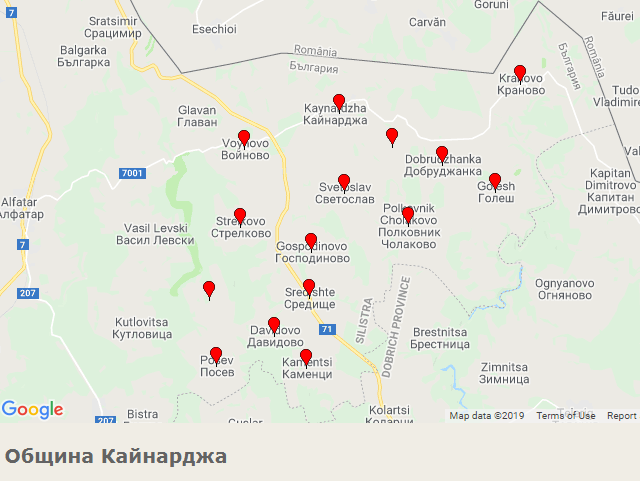 7
Sratsimir
Срацимир
Goruni
Esechioi
Carvăn
Făurei
Balgarka
Българка
România
България
România
България
Kranovo
Краново
Tudo
Vladimire
Glavan
Главан
Kaynardzha
Кайнарджа
Voynovo
Войново
Dobrudzhanka
Добруджанка
7001
Kapitan
Dimitrovo
Капитан
Димитрово
Svetoslav
Светослав
Golesh
Голеш
Alfatar
Алфатар
Strelkovo
Стрелково
Polkovnik
Cholakovo
Полковник
Чолаково
Vasil Levski
Васил Левски
7
Gospodinovo
Господиново
207
Sredishte
Средище
Ognyanovo
Огняново
SILISTRA
DOBRICH PROVINCE
Kutlovitsa
Кутловица
Davidovo
Давидово
71
Brestnitsa
Брестница
Posev
Посев
Kamentsi
Каменци
Zimnitsa
Зимница
Google
207
Bistra
Kolartsi
Коларци
Map data ©2019
Terms of Use
Report
Община Кайнарджа